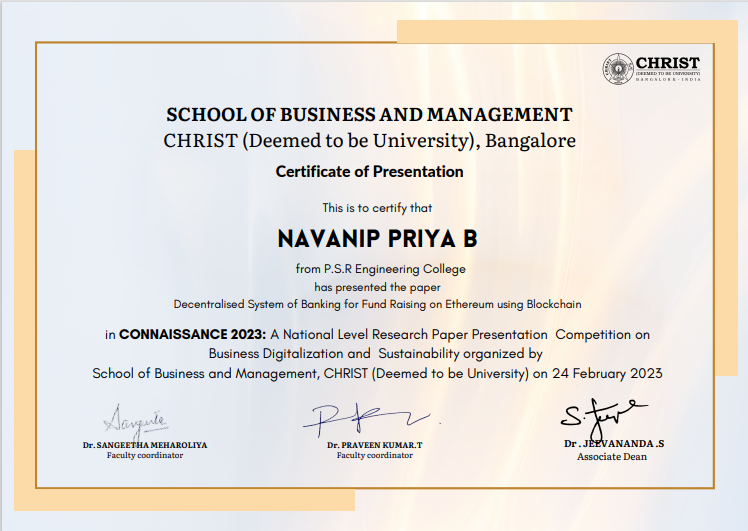 CHRIST
(DEEMED TO BE UNIVERSITY)
BANGALORE · INDIA
SCHOOL OF BUSINESS AND MANAGEMENT
CHRIST (Deemed to be University), Bangalore
Certificate of Presentation
This is to certify that
NAVANIP PRIYA B
from P.S.R Engineering College
has presented the paper
Decentralised System of Banking for Fund Raising on Ethereum using Blockchain
in CONNAISSANCE 2023: A National Level Research Paper Presentation Competition on
Business Digitalization and Sustainability organized by
School of Business and Management, CHRIST (Deemed to be University) on 24 February 2023
Dr. SANGEETHA MEHAROLIYA
Faculty coordinator
Dr. PRAVEEN KUMAR.T
Faculty coordinator
Dr . JEEVANANDA .S
Associate Dean